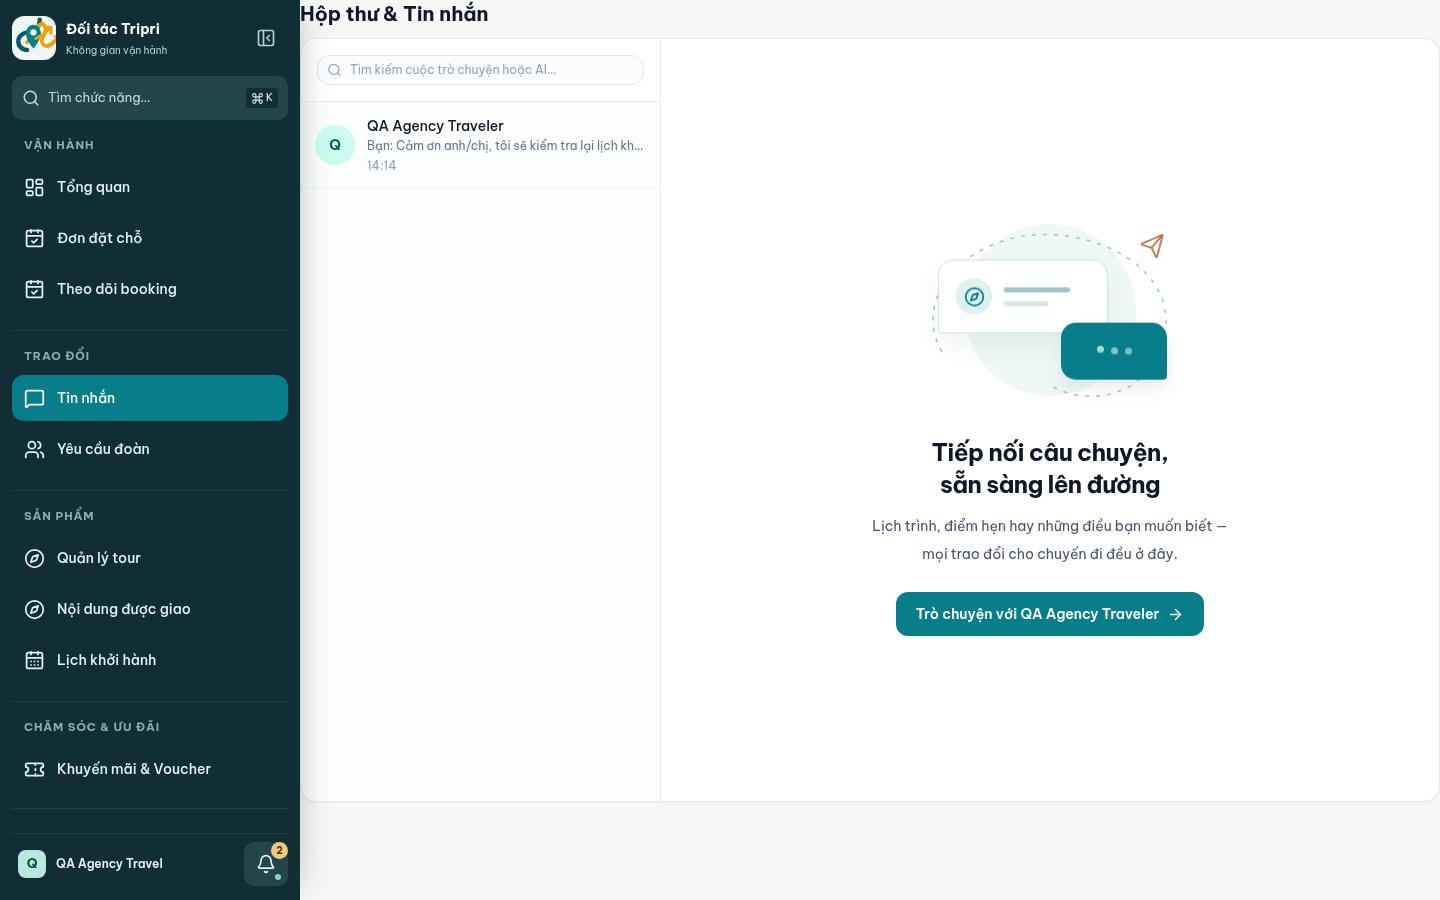 Đối tác Tripri
Không gian vận hành
Tìm chức năng...
⌘K
VẬN HÀNH
Tổng quan
Đơn đặt chỗ
Theo dõi booking
TRAO ĐỔI
Tin nhắn
Yêu cầu đoàn
SẢN PHẨM
Quản lý tour
Nội dung được giao
Lịch khởi hành
CHĂM SÓC & ƯU ĐÃI
Khuyến mãi & Voucher
Q
QA Agency Travel
2
Hộp thư & Tin nhắn
Tìm kiếm cuộc trò chuyện hoặc AI...
Q
QA Agency Traveler
Bạn: Cảm ơn anh/chị, tôi sẽ kiểm tra lại lịch kh...
14:14
Tiếp nối câu chuyện,
sẵn sàng lên đường
Lịch trình, điểm hẹn hay những điều bạn muốn biết —
mọi trao đổi cho chuyến đi đều ở đây.
Trò chuyện với QA Agency Traveler →